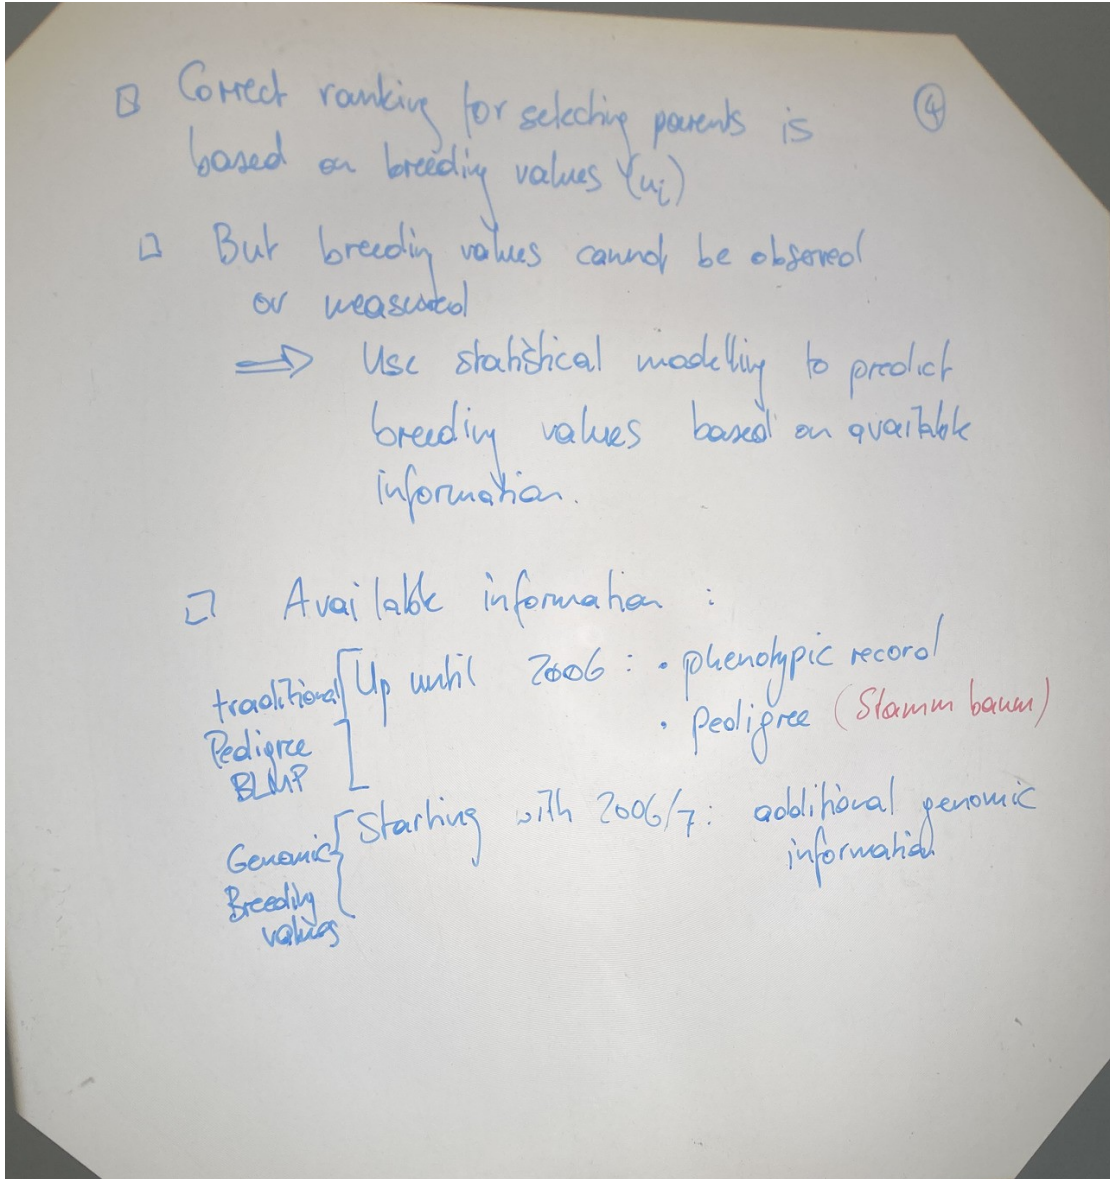 Correct ranking for selecting parents is
④
based on breeding values (ui)
But breeding values cannot be observed
or measured
⇒ Use statistical modelling to predict
breeding values based on available
information.
Available information :
traditional Up until 2006 : • phenotypic record
Pedigree • pedigree (Stammbaum)
BLUP
Starting with 2006/7: additional genomic
Genomic information
Breeding
values